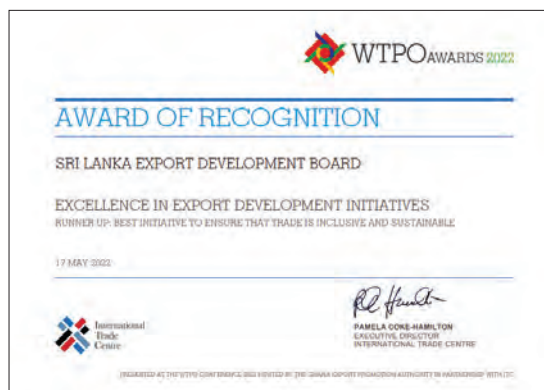 WTPO AWARDS 2022
AWARD OF RECOGNITION
SRI LANKA EXPORT DEVELOPMENT BOARD
EXCELLENCE IN EXPORT DEVELOPMENT INITIATIVES
RUNNER UP: BEST INITIATIVE TO ENSURE THAT TRADE IS INCLUSIVE AND SUSTAINABLE
17 MAY 2022
International
Trade
Centre
PAMELA COKE-HAMILTON
EXECUTIVE DIRECTOR
INTERNATIONAL TRADE CENTRE
PRESENTED AT THE WTPO CONFERENCE 2022 HOSTED BY THE GHANA EXPORT PROMOTION AUTHORITY IN PARTNERSHIP WITH ITC